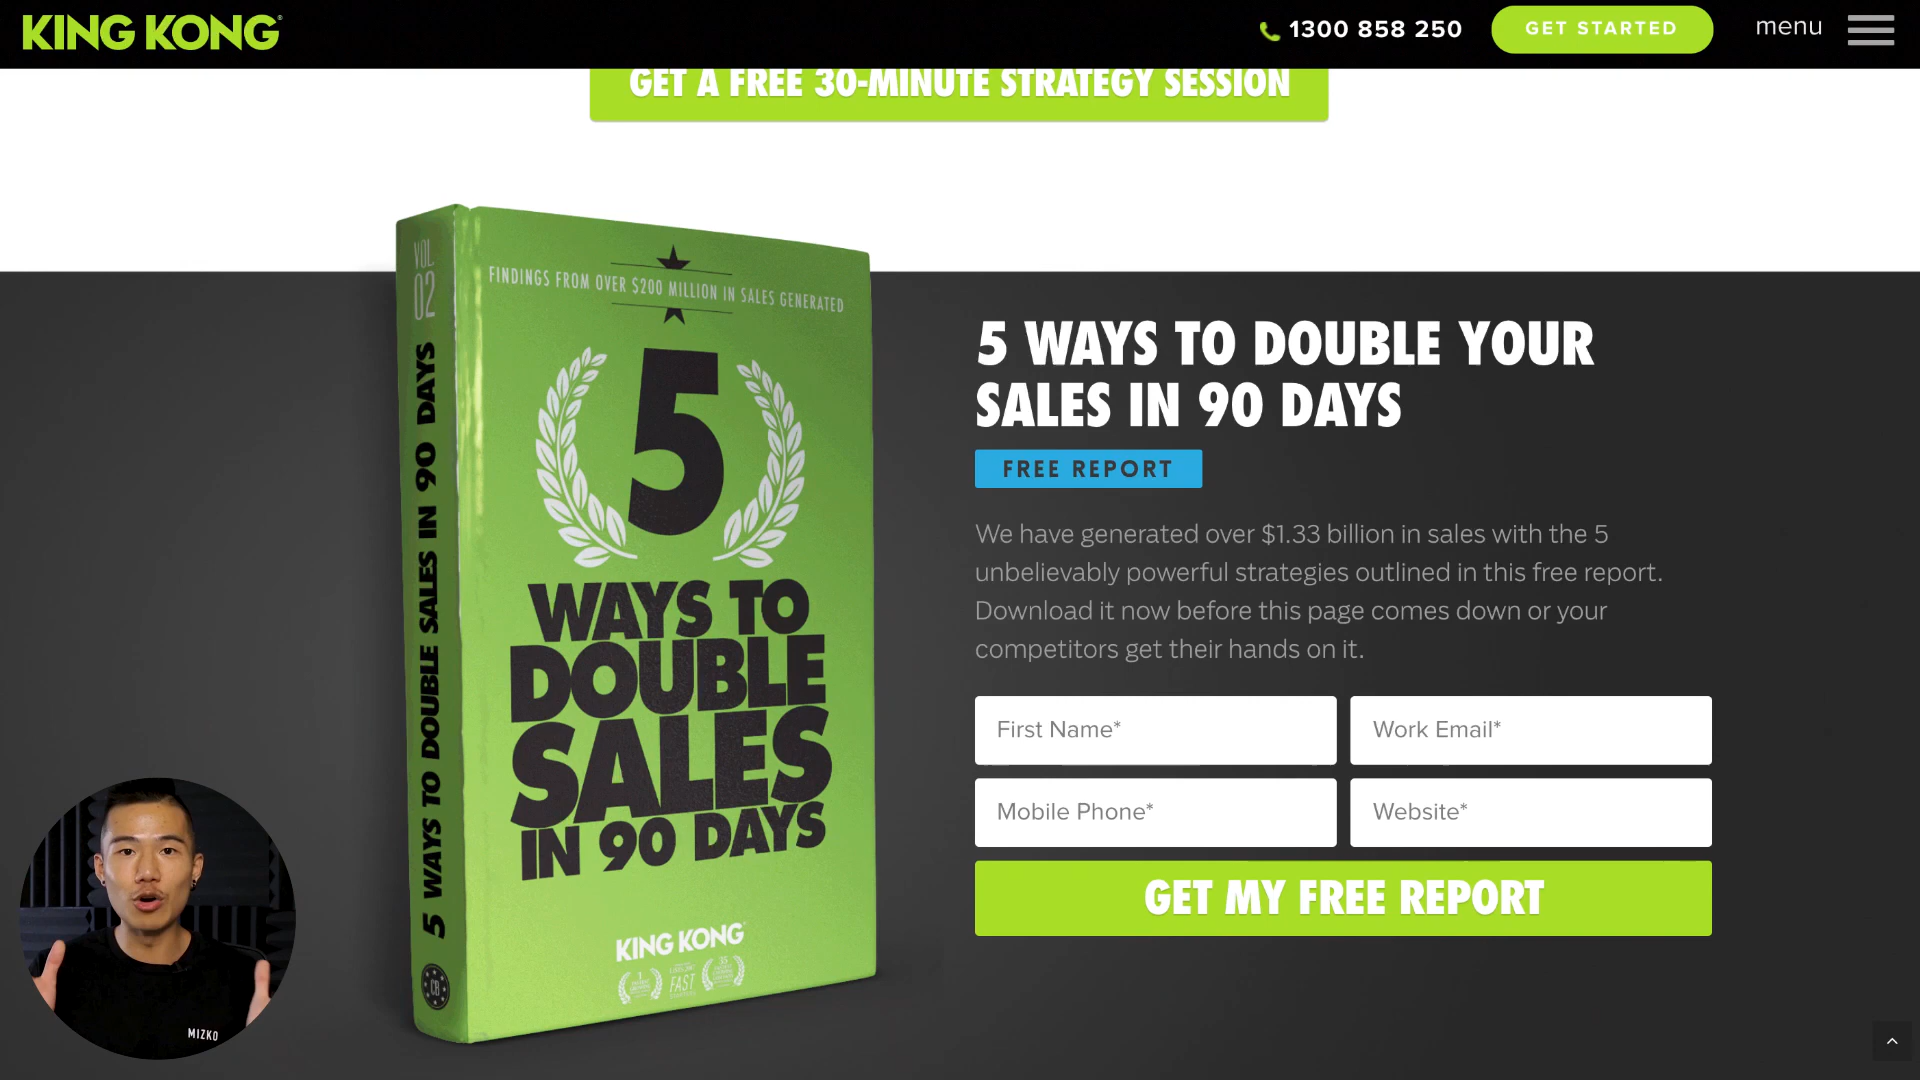 KING KONG
1300 858 250
GET STARTED
menu
GET A FREE 30-MINUTE STRATEGY SESSION
VOL
02
5 WAYS TO DOUBLE SALES IN 90 DAYS
CB
FINDINGS FROM OVER $200 MILLION IN SALES GENERATED
5
WAYS TO
DOUBLE
SALES
IN 90 DAYS
KING KONG
FAST
5 WAYS TO DOUBLE YOUR
SALES IN 90 DAYS
FREE REPORT
We have generated over $1.33 billion in sales with the 5
unbelievably powerful strategies outlined in this free report.
Download it now before this page comes down or your
competitors get their hands on it.
First Name*
Work Email*
Mobile Phone*
Website*
GET MY FREE REPORT
MIZKO